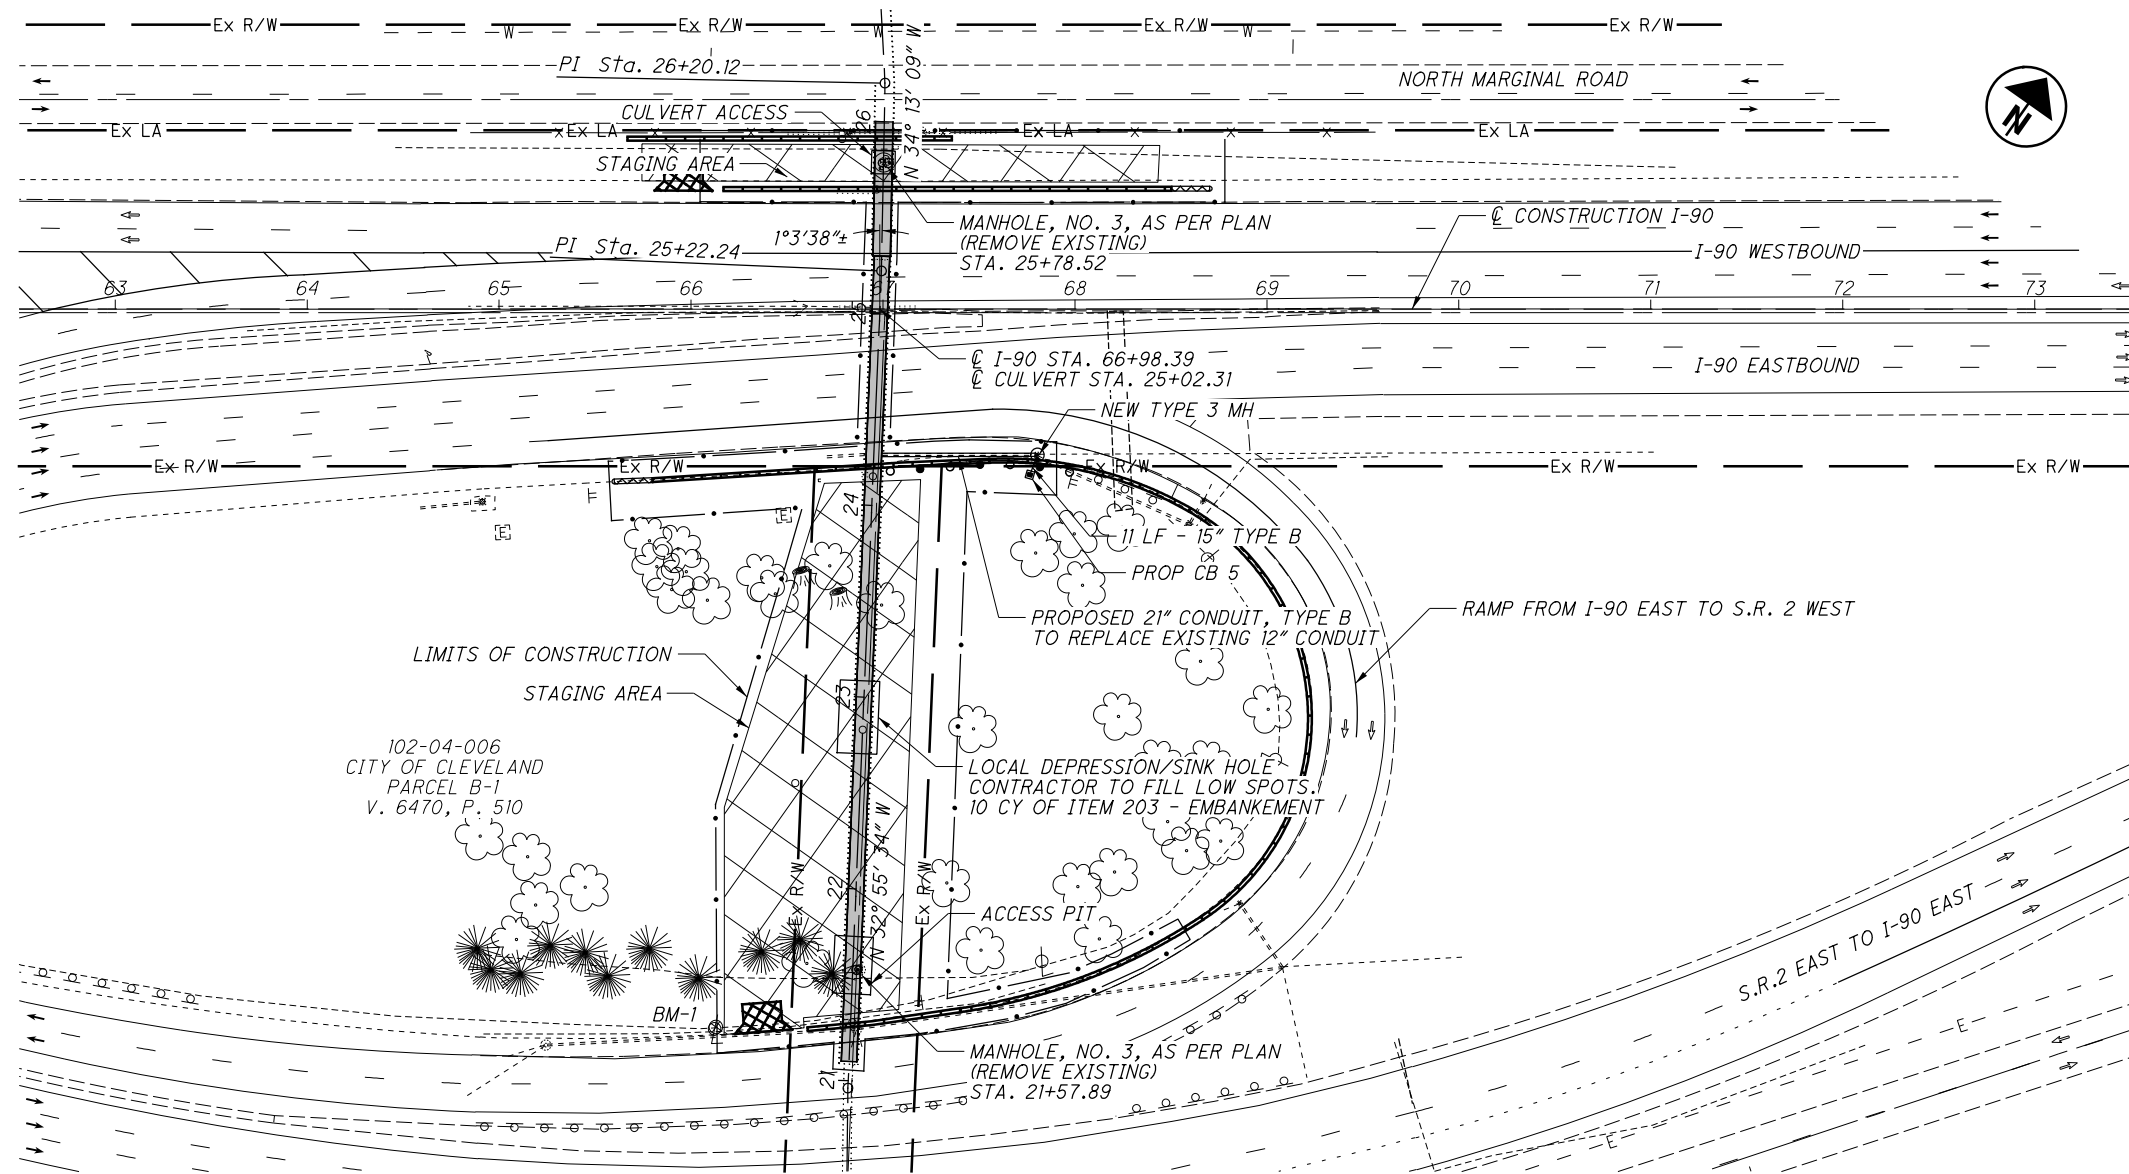 Ex R/W
Ex R/W
Ex R/W
Ex R/W
W
W
W
PI Sta. 26+20.12
NORTH MARGINAL ROAD
N
CULVERT ACCESS
26
N 34° 13' 09" W
Ex LA
Ex LA
Ex LA
Ex LA
STAGING AREA
MANHOLE, NO. 3, AS PER PLAN
(REMOVE EXISTING)
STA. 25+78.52
℄ CONSTRUCTION I-90
1°3'38"±
PI Sta. 25+22.24
I-90 WESTBOUND
63 64 65 66 67 68 69 70 71 72 73
25
℄ I-90 STA. 66+98.39
℄ CULVERT STA. 25+02.31
I-90 EASTBOUND
NEW TYPE 3 MH
Ex R/W
Ex R/W
Ex R/W
Ex R/W
Ex R/W
24
E
E
11 LF - 15" TYPE B
PROP CB 5
PROPOSED 21" CONDUIT, TYPE B
TO REPLACE EXISTING 12" CONDUIT
RAMP FROM I-90 EAST TO S.R. 2 WEST
LIMITS OF CONSTRUCTION
STAGING AREA
23
102-04-006
CITY OF CLEVELAND
PARCEL B-1
V. 6470, P. 510
LOCAL DEPRESSION/SINK HOLE
CONTRACTOR TO FILL LOW SPOTS.
10 CY OF ITEM 203 - EMBANKEMENT
22
N 32° 55' 34" W
Ex R/W
Ex R/W
ACCESS PIT
S.R.2 EAST TO I-90 EAST
BM-1
MANHOLE, NO. 3, AS PER PLAN
(REMOVE EXISTING)
STA. 21+57.89
21
E
E